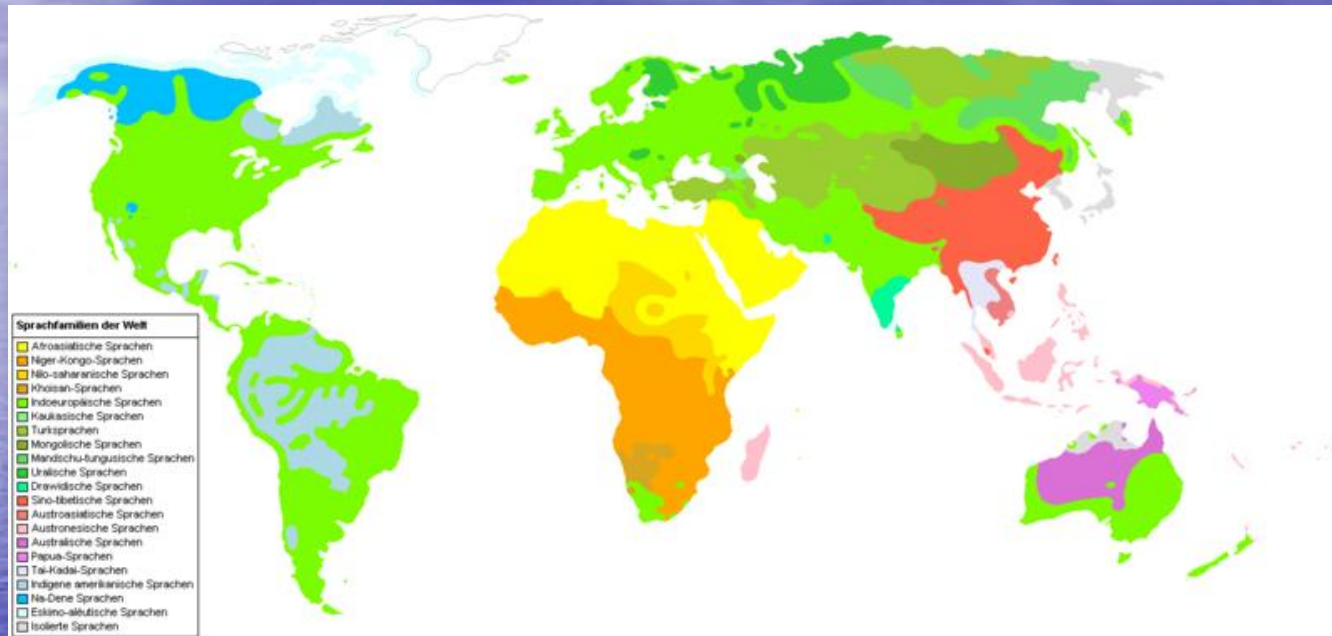 Sprachfamilien der Welt
Afroasiatische Sprachen
Niger-Kongo-Sprachen
Nilo-saharanische Sprachen
Khoisan-Sprachen
Indoeuropäische Sprachen
Kaukasische Sprachen
Turksprachen
Mongolische Sprachen
Mandschu-tungusische Sprachen
Uralische Sprachen
Drawidische Sprachen
Sino-tibetische Sprachen
Austroasiatische Sprachen
Austronesische Sprachen
Australische Sprachen
Papua-Sprachen
Tai-Kadai-Sprachen
Indigene amerikanische Sprachen
Na-Dene Sprachen
Eskimo-aleutische Sprachen
Isolierte Sprachen